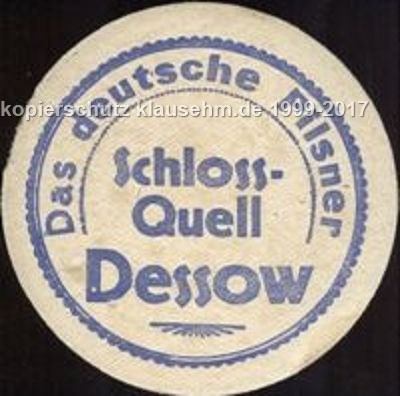 Das deutsche Pilsner
kopierschutz klausehm.de 1999-2017
Schloss-
Quell
Dessow